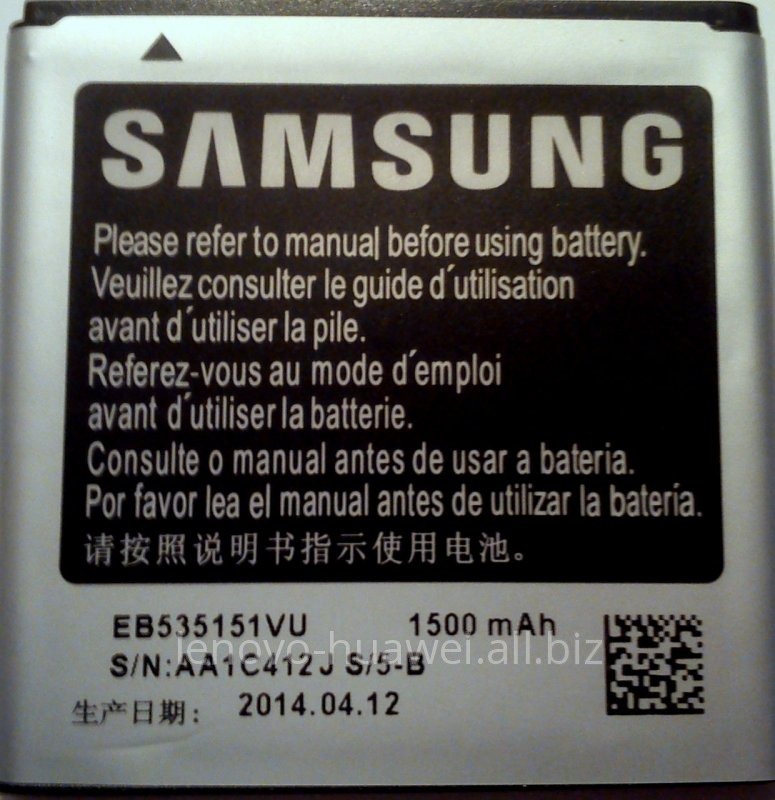 SAMSUNG
Please refer to manual before using battery.
Veuillez consulter le guide d´utilisation
avant d´utiliser la pile.
Referez-vous au mode d´emploi
avant d´utiliser la batterie.
Consulte o manual antes de usar a bateria.
Por favor lea el manual antes de utilizar la batería.
请按照说明书指示使用电池。
EB535151VU 1500 mAh
lenovo-huawei.all.biz
S/N:AA1C412J S/5-B
生产日期: 2014.04.12